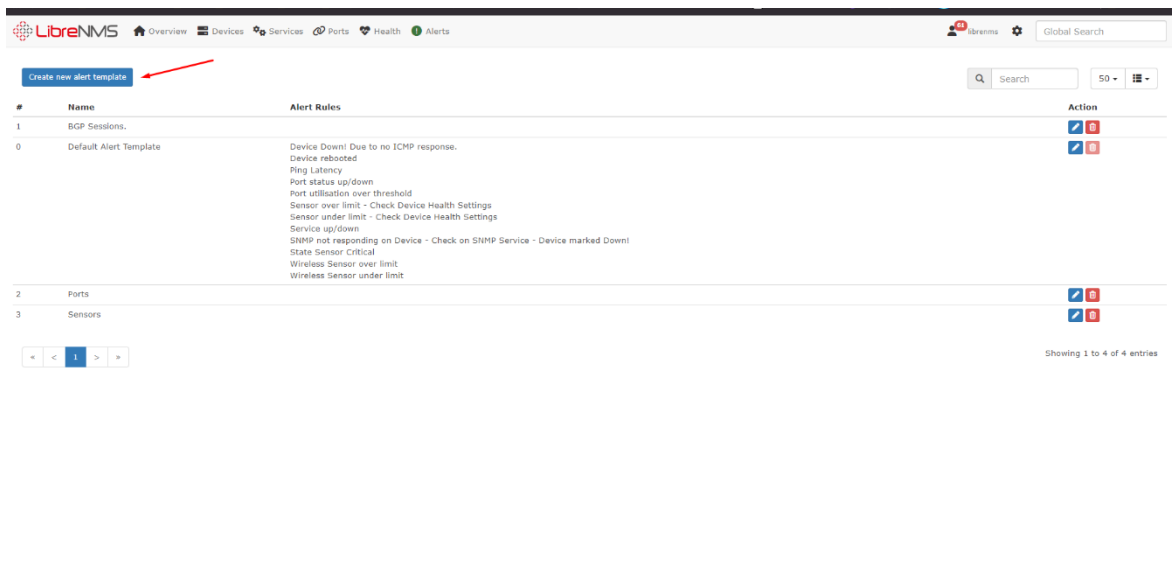 LibreNMS Overview Devices Services Ports Health Alerts 61 librenms Global Search
Create new alert template Search 50
# Name Alert Rules Action
1 BGP Sessions.
0 Default Alert Template Device Down! Due to no ICMP response.
Device rebooted
Ping Latency
Port status up/down
Port utilisation over threshold
Sensor over limit - Check Device Health Settings
Sensor under limit - Check Device Health Settings
Service up/down
SNMP not responding on Device - Check on SNMP Service - Device marked Down!
State Sensor Critical
Wireless Sensor over limit
Wireless Sensor under limit
2 Ports
3 Sensors
« < 1 > » Showing 1 to 4 of 4 entries